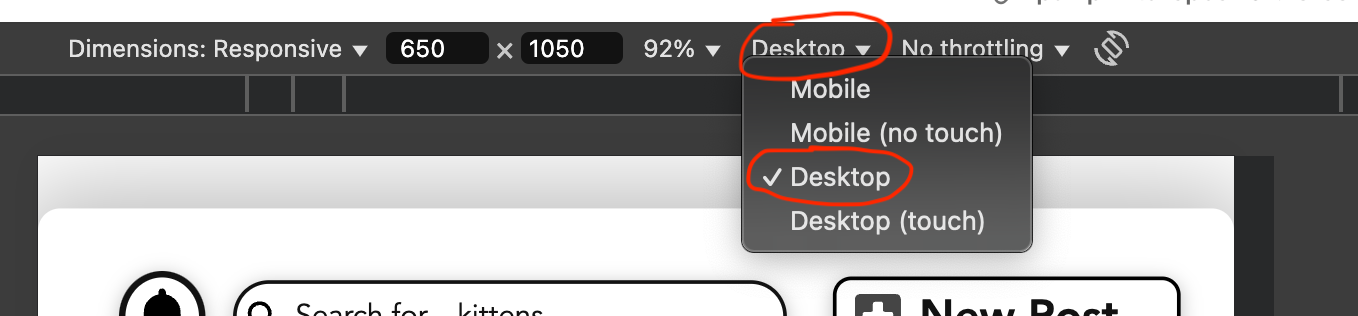 Dimensions: Responsive ▼ 650 × 1050 92% ▼ Desktop ▼ No throttling ▼
Mobile
Mobile (no touch)
✓ Desktop
Desktop (touch)
Search for... kittens
New Post